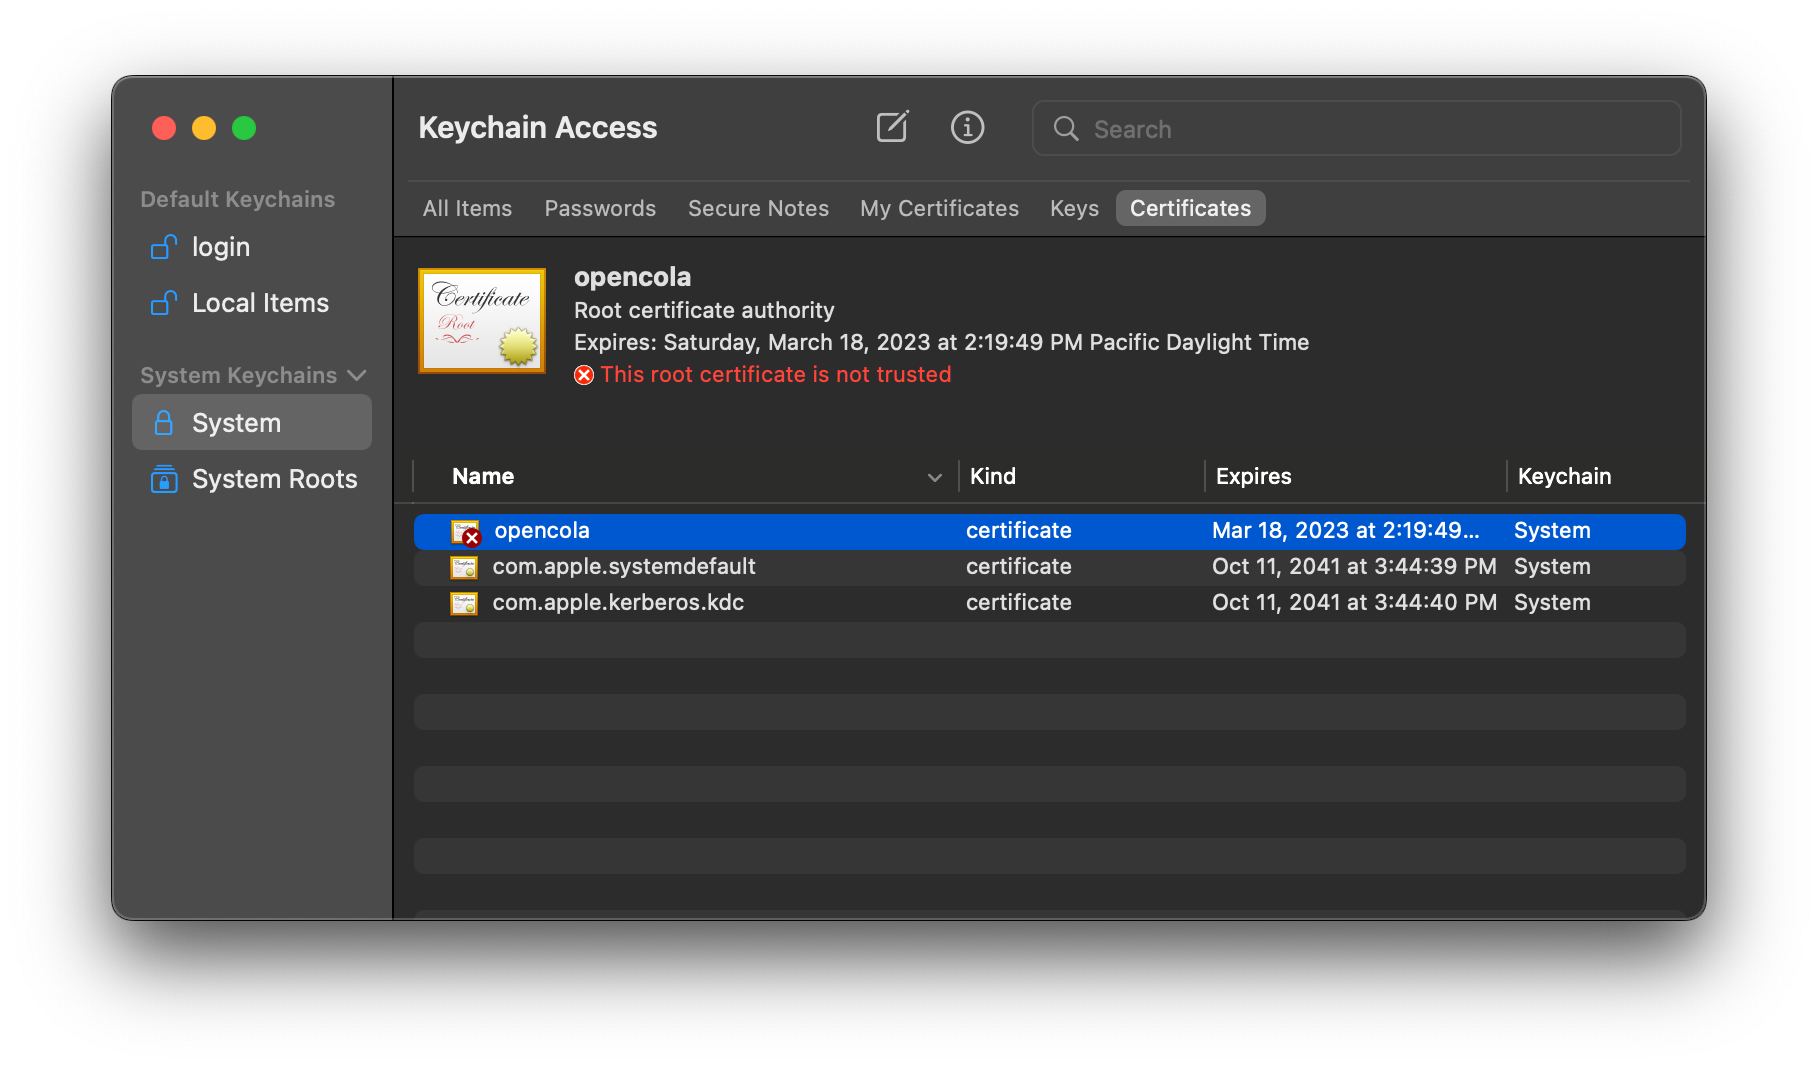 Keychain Access
Search
Default Keychains
login
Local Items
System Keychains
System
System Roots
All Items Passwords Secure Notes My Certificates Keys Certificates
Certificate
Root
opencola
Root certificate authority
Expires: Saturday, March 18, 2023 at 2:19:49 PM Pacific Daylight Time
This root certificate is not trusted
Name Kind Expires Keychain
opencola certificate Mar 18, 2023 at 2:19:49... System
com.apple.systemdefault certificate Oct 11, 2041 at 3:44:39 PM System
com.apple.kerberos.kdc certificate Oct 11, 2041 at 3:44:40 PM System